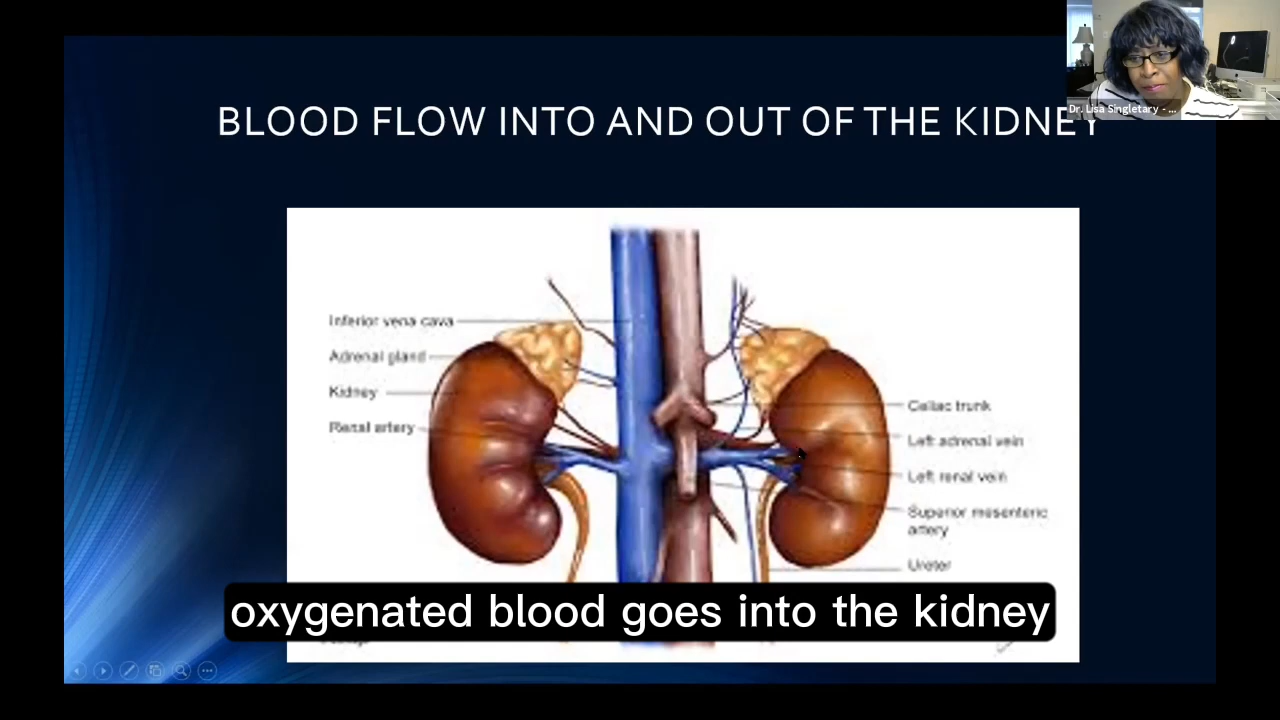 Dr. Lisa Singletary - ...
BLOOD FLOW INTO AND OUT OF THE KIDNEY
Inferior vena cava
Adrenal gland
Kidney
Renal artery
Celiac trunk
Left adrenal vein
Left renal vein
Superior mesenteric
artery
Ureter
oxygenated blood goes into the kidney